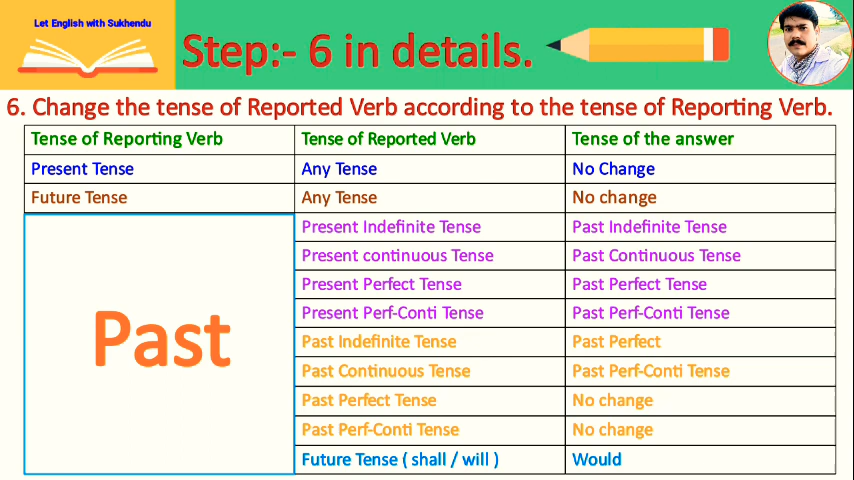 Let English with Sukhendu
Step:- 6 in details.
6. Change the tense of Reported Verb according to the tense of Reporting Verb.
Tense of Reporting Verb Tense of Reported Verb Tense of the answer
Present Tense Any Tense No Change
Future Tense Any Tense No change
Past
Present Indefinite Tense Past Indefinite Tense
Present continuous Tense Past Continuous Tense
Present Perfect Tense Past Perfect Tense
Present Perf-Conti Tense Past Perf-Conti Tense
Past Indefinite Tense Past Perfect
Past Continuous Tense Past Perf-Conti Tense
Past Perfect Tense No change
Past Perf-Conti Tense No change
Future Tense ( shall / will ) Would